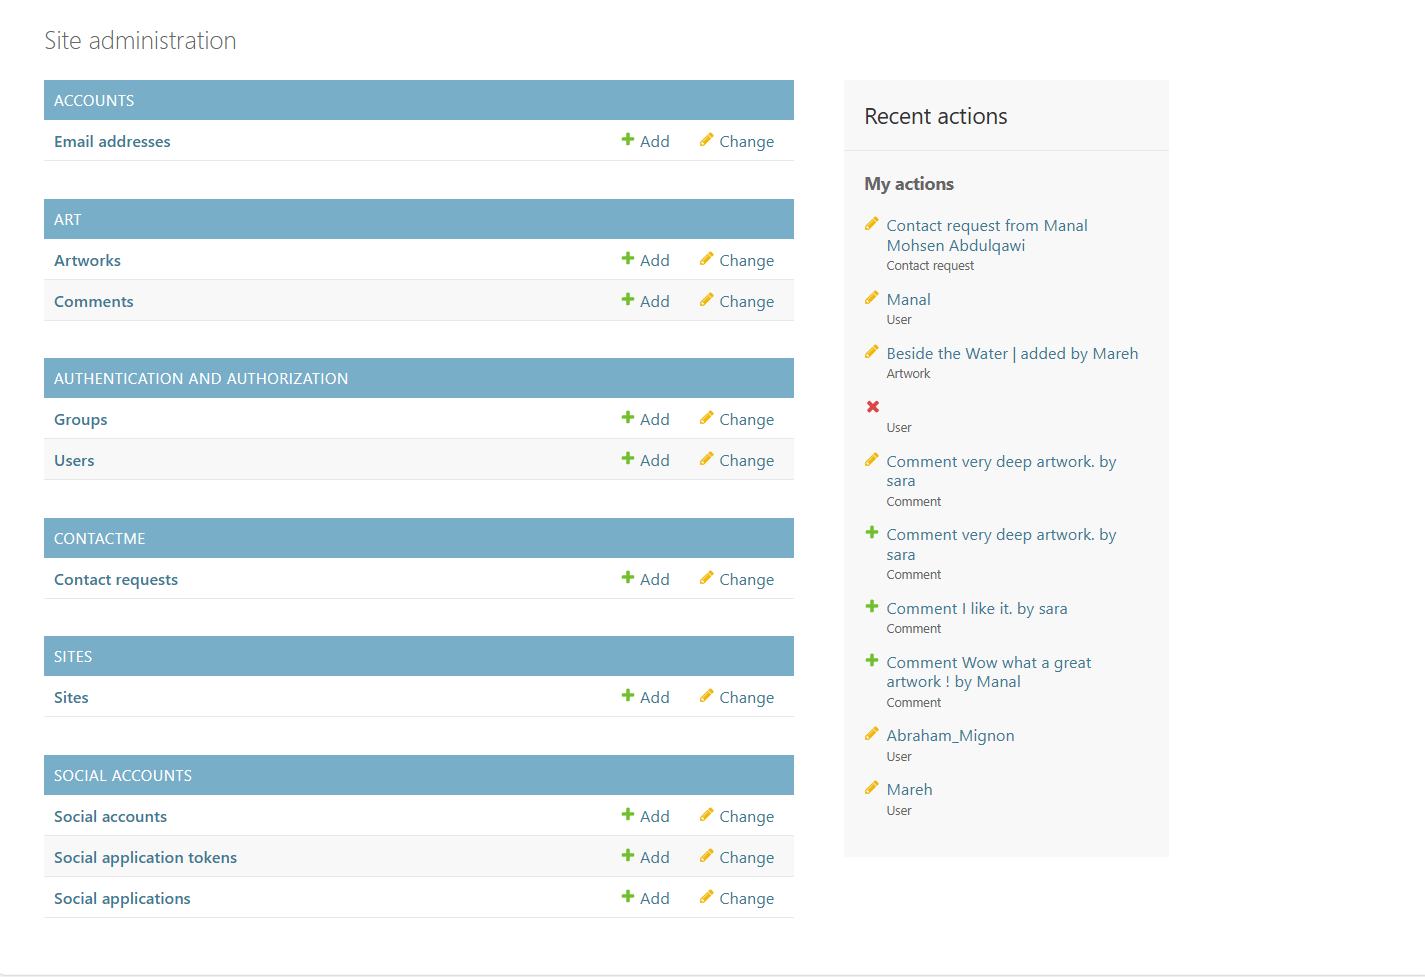 Site administration
ACCOUNTS
Email addresses Add Change
ART
Artworks Add Change
Comments Add Change
AUTHENTICATION AND AUTHORIZATION
Groups Add Change
Users Add Change
CONTACTME
Contact requests Add Change
SITES
Sites Add Change
SOCIAL ACCOUNTS
Social accounts Add Change
Social application tokens Add Change
Social applications Add Change
Recent actions
My actions
Contact request from Manal
Mohsen Abdulqawi
Contact request
Manal
User
Beside the Water | added by Mareh
Artwork
User
Comment very deep artwork. by
sara
Comment
Comment very deep artwork. by
sara
Comment
Comment I like it. by sara
Comment
Comment Wow what a great
artwork ! by Manal
Comment
Abraham_Mignon
User
Mareh
User